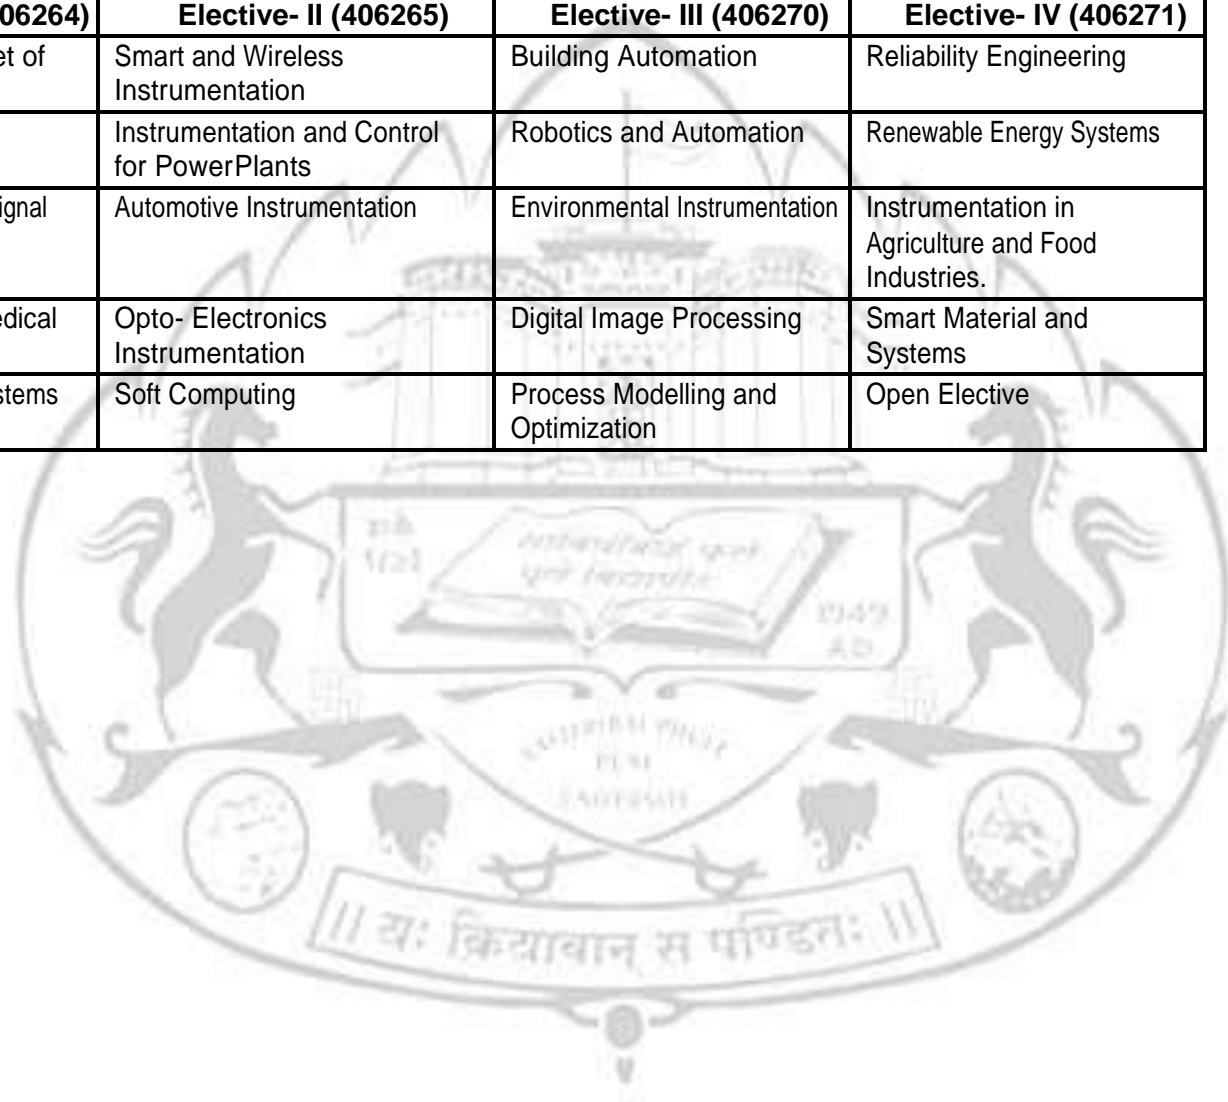 06264) Elective- II (406265) Elective- III (406270) Elective- IV (406271)
et of Smart and Wireless Building Automation Reliability Engineering
Instrumentation
Instrumentation and Control Robotics and Automation Renewable Energy Systems
for PowerPlants
ignal Automotive Instrumentation Environmental Instrumentation Instrumentation in
Agriculture and Food
Industries.
edical Opto- Electronics Digital Image Processing Smart Material and
Instrumentation Systems
stems Soft Computing Process Modelling and Open Elective
Optimization
1949
A D
PUNE
|| यः क्रियावान् स पण्डितः ||